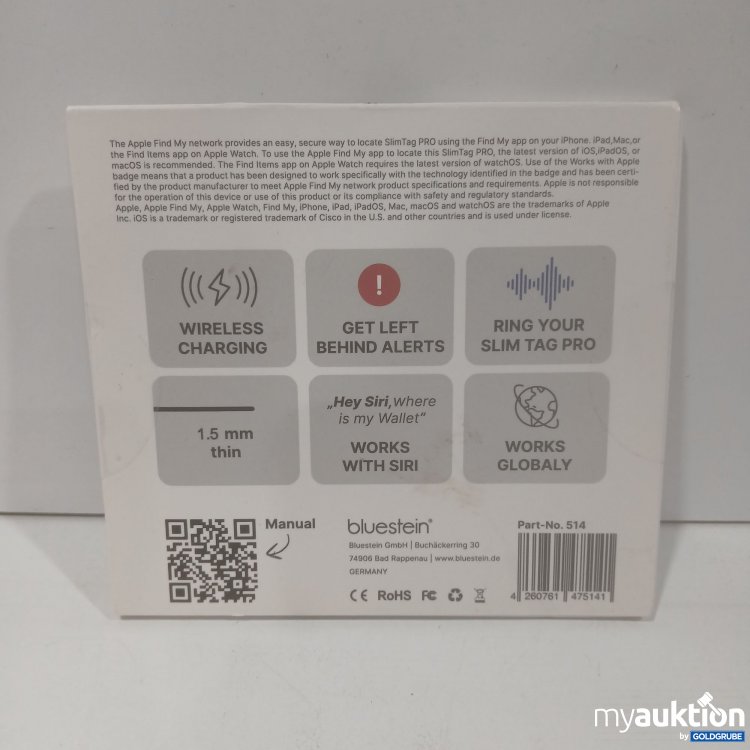 The Apple Find My network provides an easy, secure way to locate SlimTag PRO using the Find My app on your iPhone. iPad,Mac,or
the Find Items app on Apple Watch. To use the Apple Find My app to locate this SlimTag PRO, the latest version of iOS,iPadOS, or
macOS is recommended. The Find Items app on Apple Watch requires the latest version of watchOS. Use of the Works with Apple
badge means that a product has been designed to work specifically with the technology identified in the badge and has been certi-
fied by the product manufacturer to meet Apple Find My network product specifications and requirements. Apple is not responsible
for the operation of this device or use of this product or its compliance with safety and regulatory standards.
Apple, Apple Find My, Apple Watch, Find My, iPhone, iPad, iPadOS, Mac, macOS and watchOS are the trademarks of Apple
Inc. iOS is a trademark or registered trademark of Cisco in the U.S. and other countries and is used under license.
WIRELESS
CHARGING
!
GET LEFT
BEHIND ALERTS
RING YOUR
SLIM TAG PRO
1.5 mm
thin
„Hey Siri,where
is my Wallet"
WORKS
WITH SIRI
WORKS
GLOBALY
Manual
bluestein®
Bluestein GmbH | Buchäckerring 30
74906 Bad Rappenau | www.bluestein.de
GERMANY
CE RoHS FC
Part-No. 514
4 260761 475141
myauktion
by GOLDGRUBE